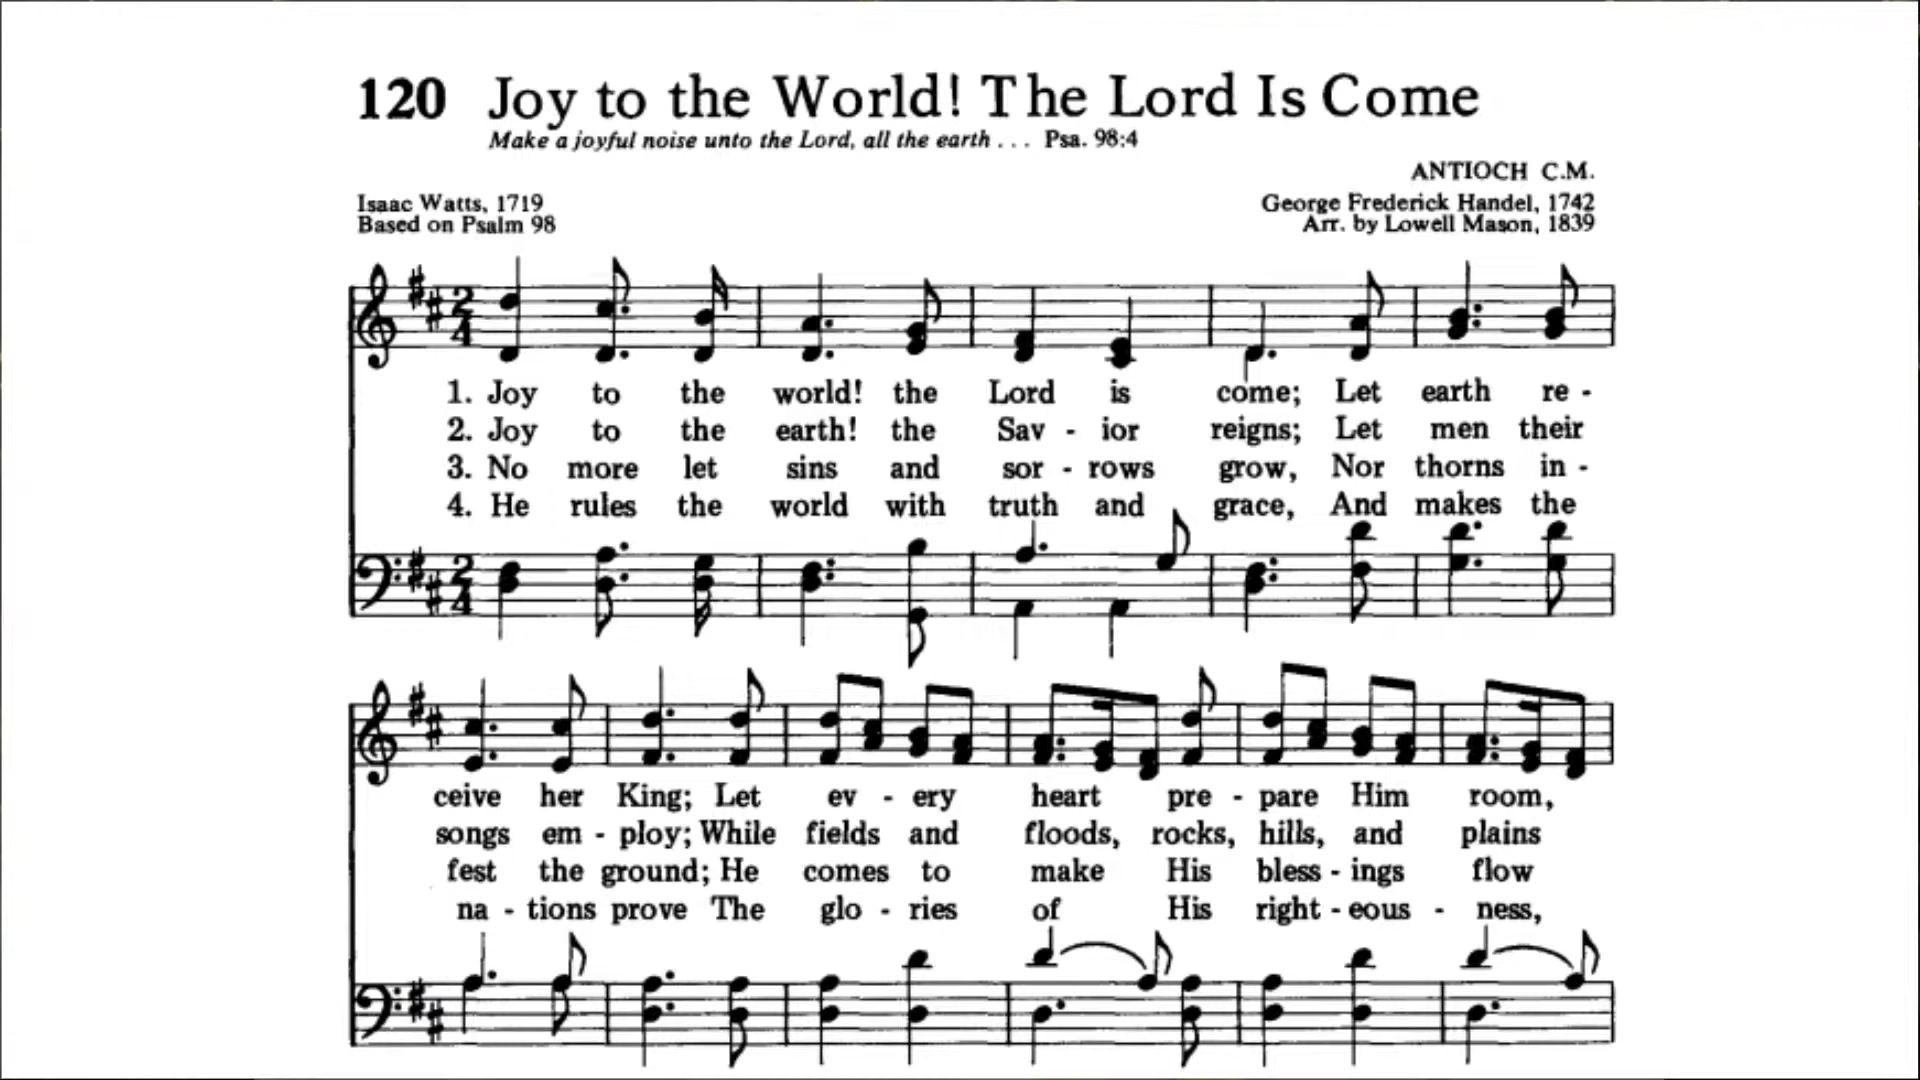 120 Joy to the World! The Lord Is Come
Make a joyful noise unto the Lord, all the earth . . . Psa. 98:4
ANTIOCH C.M.
Isaac Watts, 1719
Based on Psalm 98
George Frederick Handel, 1742
Arr. by Lowell Mason, 1839
2
4
1. Joy to the world! the Lord is come; Let earth re -
2. Joy to the earth! the Sav - ior reigns; Let men their
3. No more let sins and sor - rows grow, Nor thorns in -
4. He rules the world with truth and grace, And makes the
2
4
ceive her King; Let ev - ery heart pre - pare Him room,
songs em - ploy; While fields and floods, rocks, hills, and plains
fest the ground; He comes to make His bless - ings flow
na - tions prove The glo - ries of His right - eous - ness,